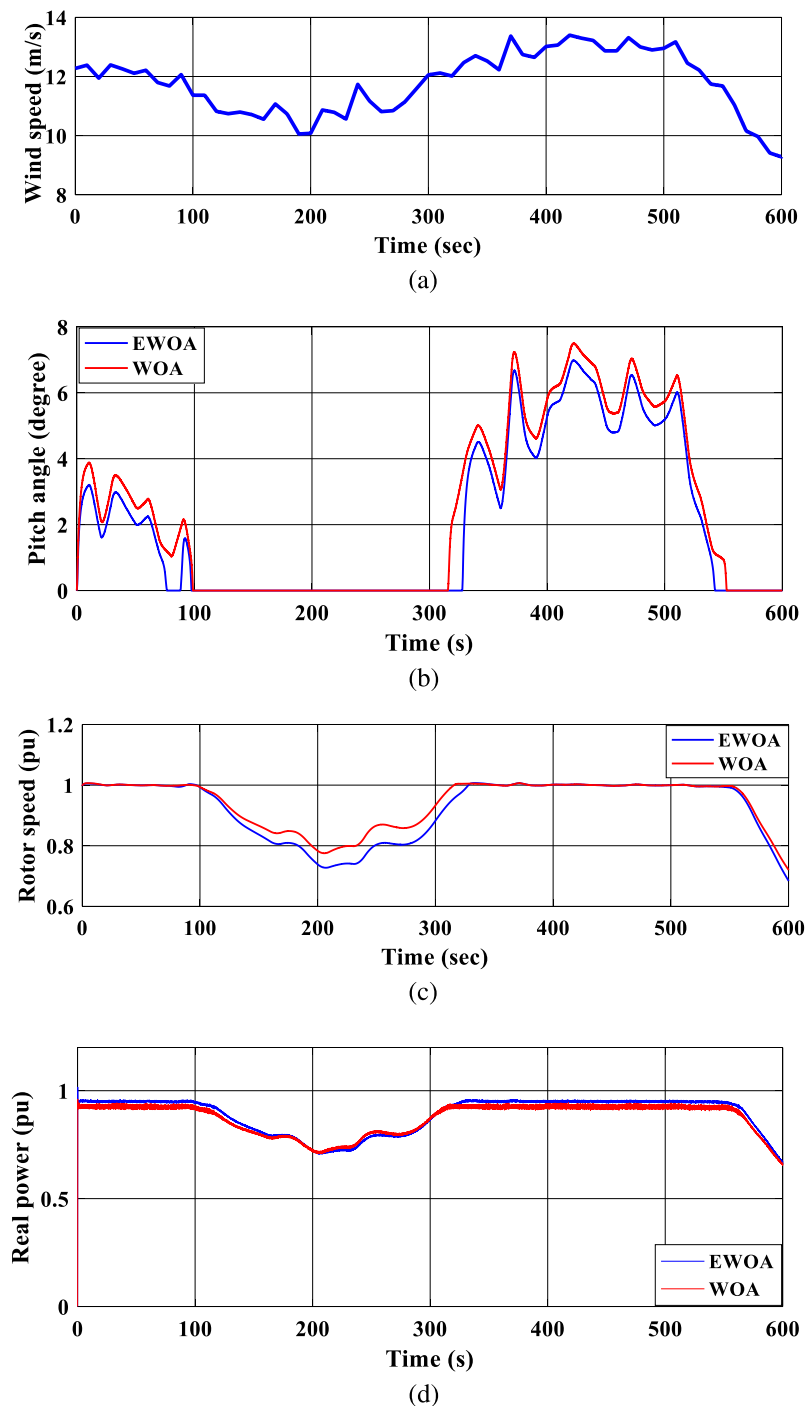 14
12
10
8
Wind speed (m/s)
0 100 200 300 400 500 600
Time (sec)
(a)
8
6
4
2
0
Pitch angle (degree)
EWOA
WOA
0 100 200 300 400 500 600
Time (s)
(b)
1.2
1
0.8
0.6
Rotor speed (pu)
EWOA
WOA
0 100 200 300 400 500 600
Time (sec)
(c)
1
0.5
0
Real power (pu)
EWOA
WOA
0 100 200 300 400 500 600
Time (s)
(d)